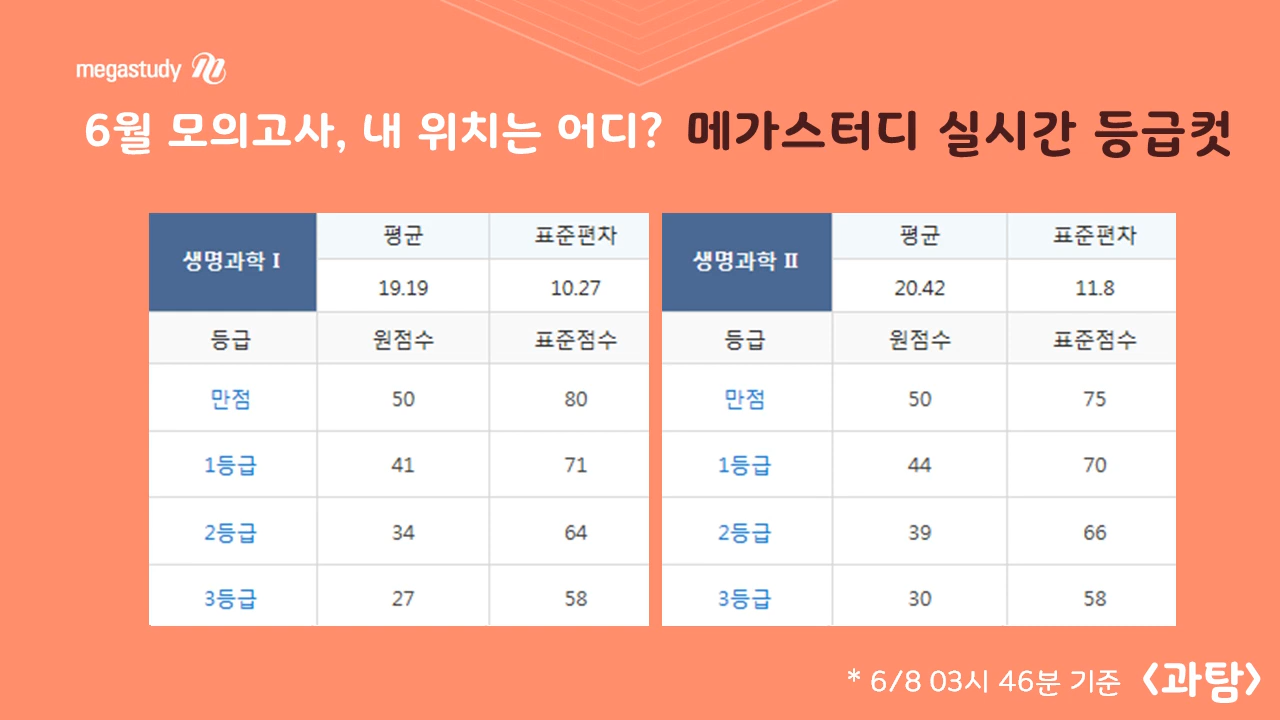 megastudy
6월 모의고사, 내 위치는 어디? 메가스터디 실시간 등급컷
생명과학 I 평균 표준편차
19.19 10.27
등급 원점수 표준점수
만점 50 80
1등급 41 71
2등급 34 64
3등급 27 58
생명과학 II 평균 표준편차
20.42 11.8
등급 원점수 표준점수
만점 50 75
1등급 44 70
2등급 39 66
3등급 30 58
* 6/8 03시 46분 기준 <과탐>